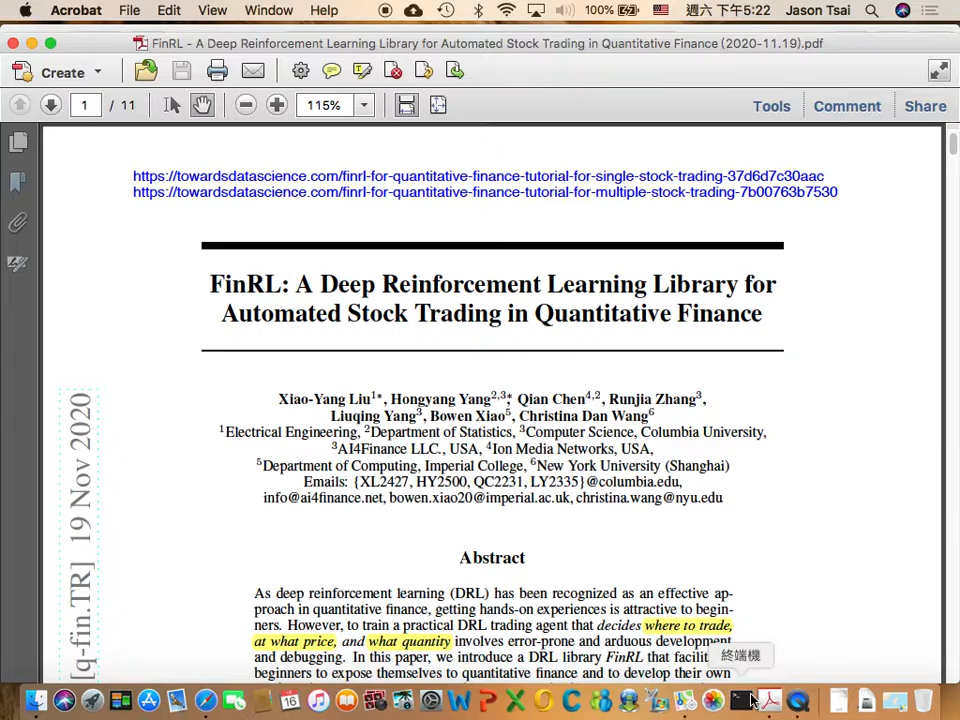 Acrobat File Edit View Window Help 100% 週六 下午5:22 Jason Tsai
FinRL - A Deep Reinforcement Learning Library for Automated Stock Trading in Quantitative Finance (2020-11.19).pdf
Create
1 / 11 115% Tools Comment Share
https://towardsdatascience.com/finrl-for-quantitative-finance-tutorial-for-single-stock-trading-37d6d7c30aac
https://towardsdatascience.com/finrl-for-quantitative-finance-tutorial-for-multiple-stock-trading-7b00763b7530
FinRL: A Deep Reinforcement Learning Library for
Automated Stock Trading in Quantitative Finance
Xiao-Yang Liu1*, Hongyang Yang2,3*, Qian Chen4,2, Runjia Zhang3,
Liuqing Yang3, Bowen Xiao5, Christina Dan Wang6
1Electrical Engineering, 2Department of Statistics, 3Computer Science, Columbia University,
3AI4Finance LLC., USA, 4Ion Media Networks, USA,
5Department of Computing, Imperial College, 6New York University (Shanghai)
Emails: {XL2427, HY2500, QC2231, LY2335}@columbia.edu,
info@ai4finance.net, bowen.xiao20@imperial.ac.uk, christina.wang@nyu.edu
[q-fin.TR] 19 Nov 2020
Abstract
As deep reinforcement learning (DRL) has been recognized as an effective ap-
proach in quantitative finance, getting hands-on experiences is attractive to begin-
ners. However, to train a practical DRL trading agent that decides where to trade,
at what price, and what quantity involves error-prone and arduous development
and debugging. In this paper, we introduce a DRL library FinRL that facilit
beginners to expose themselves to quantitative finance and to develop their own
終端機
16